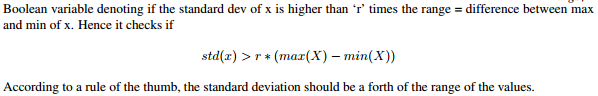 Boolean variable denoting if the standard dev of x is higher than ‘r’ times the range = difference between max
and min of x. Hence it checks if
std(x) > r ∗ (max(X) − min(X))
According to a rule of the thumb, the standard deviation should be a forth of the range of the values.